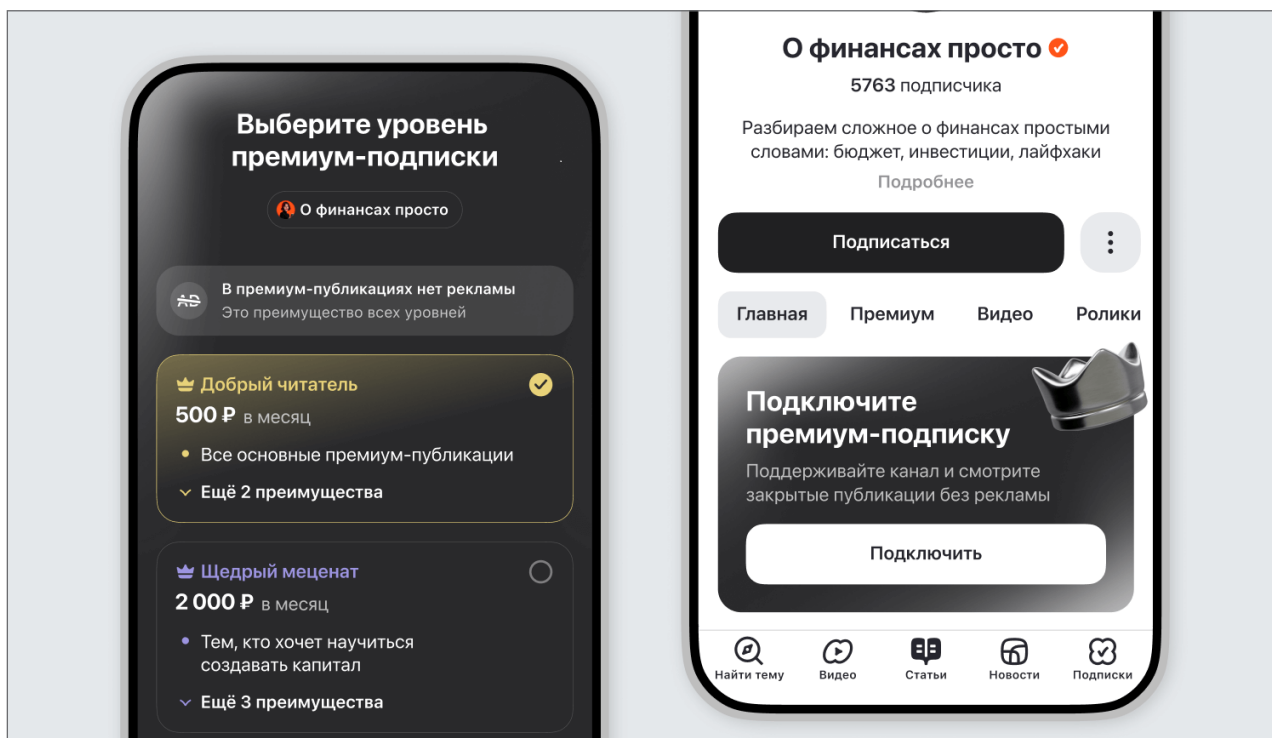 Выберите уровень
премиум-подписки
О финансах просто
AD
В премиум-публикациях нет рекламы
Это преимущество всех уровней
Добрый читатель
500 ₽ в месяц
Все основные премиум-публикации
Ещё 2 преимущества
Щедрый меценат
2 000 ₽ в месяц
Тем, кто хочет научиться
создавать капитал
Ещё 3 преимущества
О финансах просто
5763 подписчика
Разбираем сложное о финансах простыми
словами: бюджет, инвестиции, лайфхаки
Подробнее
Подписаться
Главная Премиум Видео Ролики
Подключите
премиум-подписку
Поддерживайте канал и смотрите
закрытые публикации без рекламы
Подключить
Найти тему Видео Статьи Новости Подписки